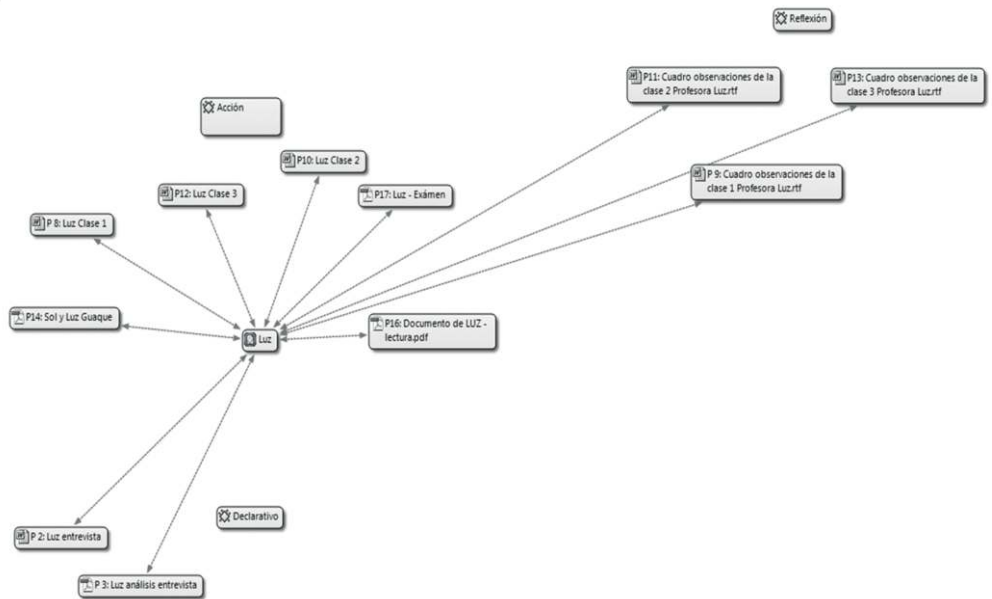 Reflexión
P11: Cuadro observaciones de la
clase 2 Profesora Luz.rtf
P13: Cuadro observaciones de la
clase 3 Profesora Luz.rtf
Acción
P10: Luz Clase 2
P12: Luz Clase 3
P17: Luz - Exámen
P 9: Cuadro observaciones de la
clase 1 Profesora Luz.rtf
P 8: Luz Clase 1
P14: Sol y Luz Guaque
Luz
P16: Documento de LUZ -
lectura.pdf
Declarativo
P 2: Luz entrevista
P 3: Luz análisis entrevista